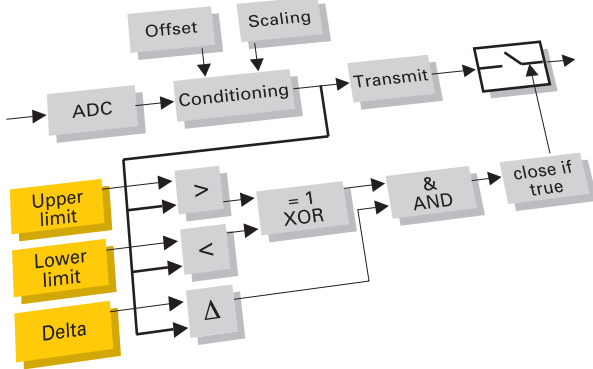 Offset
Scaling
ADC
Conditioning
Transmit
Upper
limit
>
= 1
XOR
&
AND
close if
true
Lower
limit
<
Delta
Δ